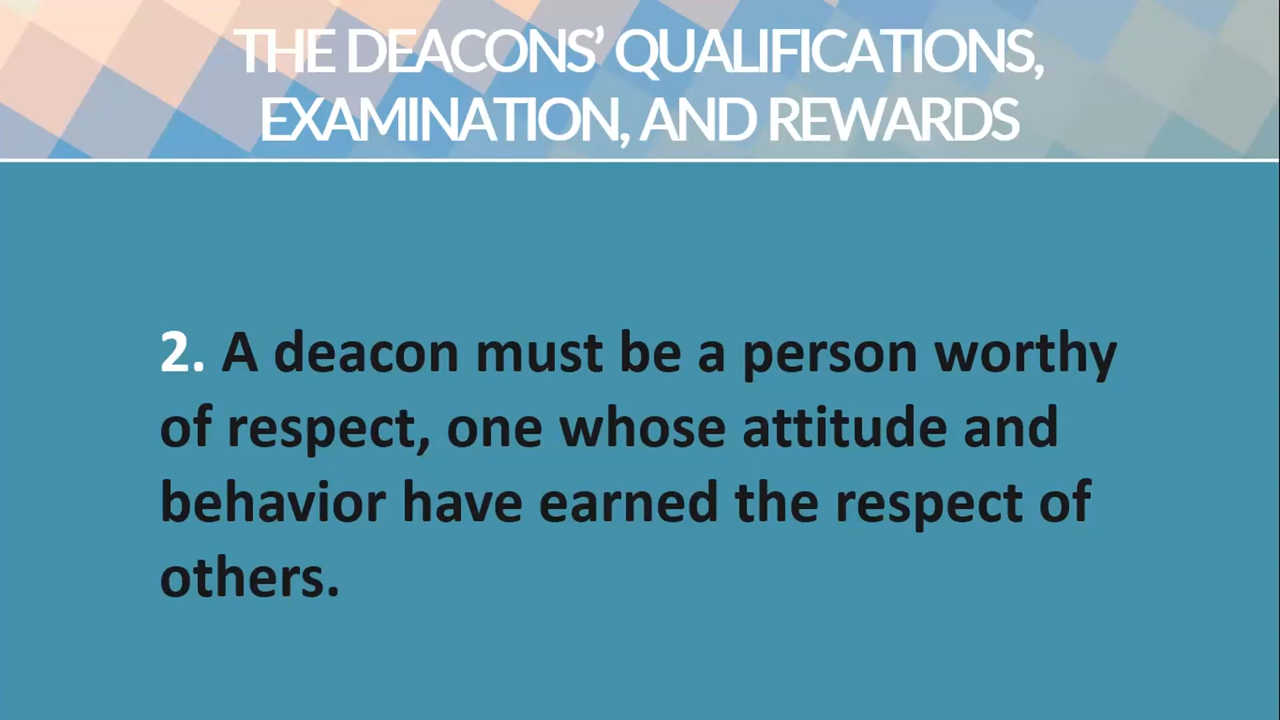 THE DEACONS’ QUALIFICATIONS,
EXAMINATION, AND REWARDS
2. A deacon must be a person worthy
of respect, one whose attitude and
behavior have earned the respect of
others.